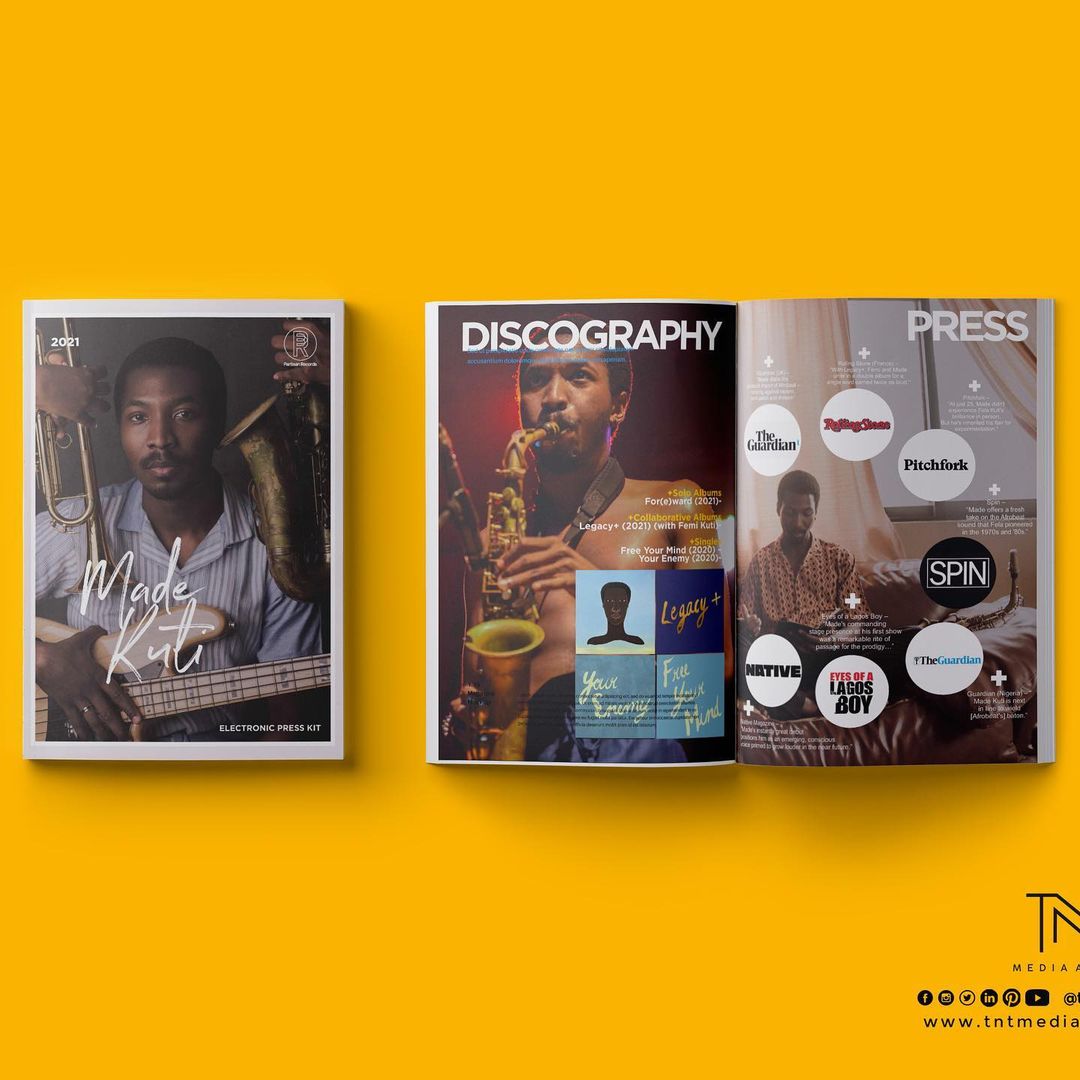 2021
Partisan Records
Made
Kuti
ELECTRONIC PRESS KIT
DISCOGRAPHY
accusantium doloremque
+Solo Albums
For(e)ward (2021)-
+Collaborative Albums
Legacy+ (2021) (with Femi Kuti)-
+Single
Free Your Mind (2020) -
Your Enemy (2020)-
Legacy +
Your
Enemy
Free
Your
Mind
PRESS
Rolling Stone (France) –
"With Legacy+, Femi and Made
unite in a double album for a
The
Guardian
Rolling Stone
Pitchfork –
"At just 25, Made didn't
experience Fela Kuti's
brilliance in person.
But he's inherited his flair for
experimentation."
Pitchfork
Spin –
"Made offers a fresh
take on the Afrobeat
sound that Fela pioneered
in the 1970s and '80s."
SPIN
Eyes of a Lagos Boy –
"Made's commanding
stage presence at his first show
was a remarkable rite of
passage for the prodigy…"
NATIVE
EYES OF A
LAGOS
BOY
TheGuardian
Guardian (Nigeria) –
"Made Kuti is next
in line to wield
[Afrobeat's] baton."
Native Magazine –
"Made's instantly great debut
positions him as an emerging, conscious
voice primed to grow louder in the near future."
TN
MEDIA A
@t
www.tntmedia